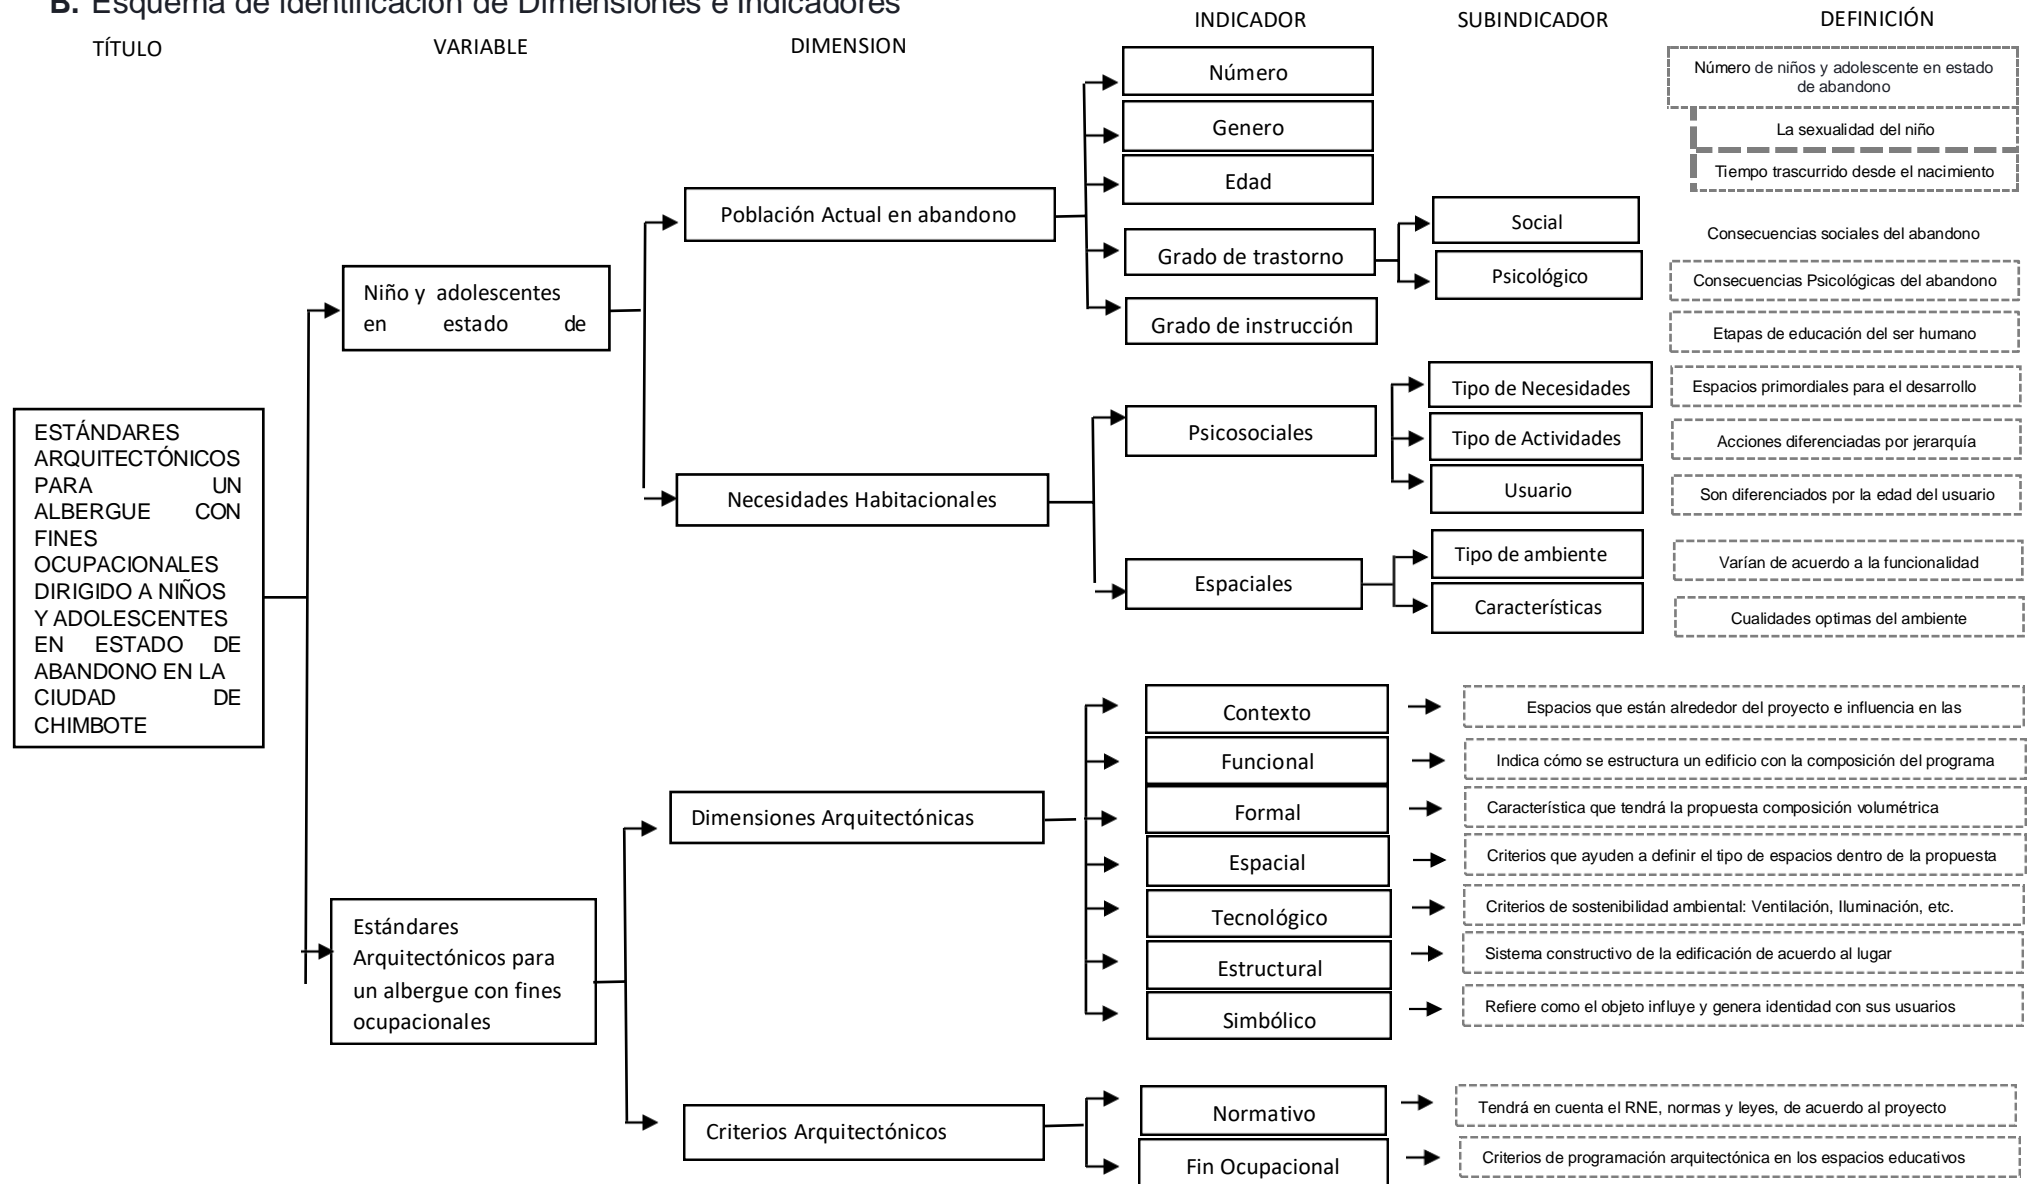 B. Esquema de Identificación de Dimensiones e Indicadores
TÍTULO
VARIABLE
DIMENSION
INDICADOR
SUBINDICADOR
DEFINICIÓN
ESTÁNDARES
ARQUITECTÓNICOS
PARA UN
ALBERGUE CON
FINES
OCUPACIONALES
DIRIGIDO A NIÑOS
Y ADOLESCENTES
EN ESTADO DE
ABANDONO EN LA
CIUDAD DE
CHIMBOTE
Niño y adolescentes
en estado de
Población Actual en abandono
Número
Número de niños y adolescente en estado
de abandono
Genero
La sexualidad del niño
Edad
Tiempo trascurrido desde el nacimiento
Grado de trastorno
Social
Consecuencias sociales del abandono
Psicológico
Consecuencias Psicológicas del abandono
Grado de instrucción
Etapas de educación del ser humano
Necesidades Habitacionales
Psicosociales
Tipo de Necesidades
Espacios primordiales para el desarrollo
Tipo de Actividades
Acciones diferenciadas por jerarquía
Usuario
Son diferenciados por la edad del usuario
Espaciales
Tipo de ambiente
Varían de acuerdo a la funcionalidad
Característícas
Cualidades optimas del ambiente
Estándares
Arquitectónicos para
un albergue con fines
ocupacionales
Dimensiones Arquitectónicas
Contexto
Espacios que están alrededor del proyecto e influencia en las
Funcional
Indica cómo se estructura un edificio con la composición del programa
Formal
Característica que tendrá la propuesta composición volumétrica
Espacial
Criterios que ayuden a definir el tipo de espacios dentro de la propuesta
Tecnológico
Criterios de sostenibilidad ambiental: Ventilación, Iluminación, etc.
Estructural
Sistema constructivo de la edificación de acuerdo al lugar
Simbólico
Refiere como el objeto influye y genera identidad con sus usuarios
Criterios Arquitectónicos
Normativo
Tendrá en cuenta el RNE, normas y leyes, de acuerdo al proyecto
Fin Ocupacional
Criterios de programación arquitectónica en los espacios educativos